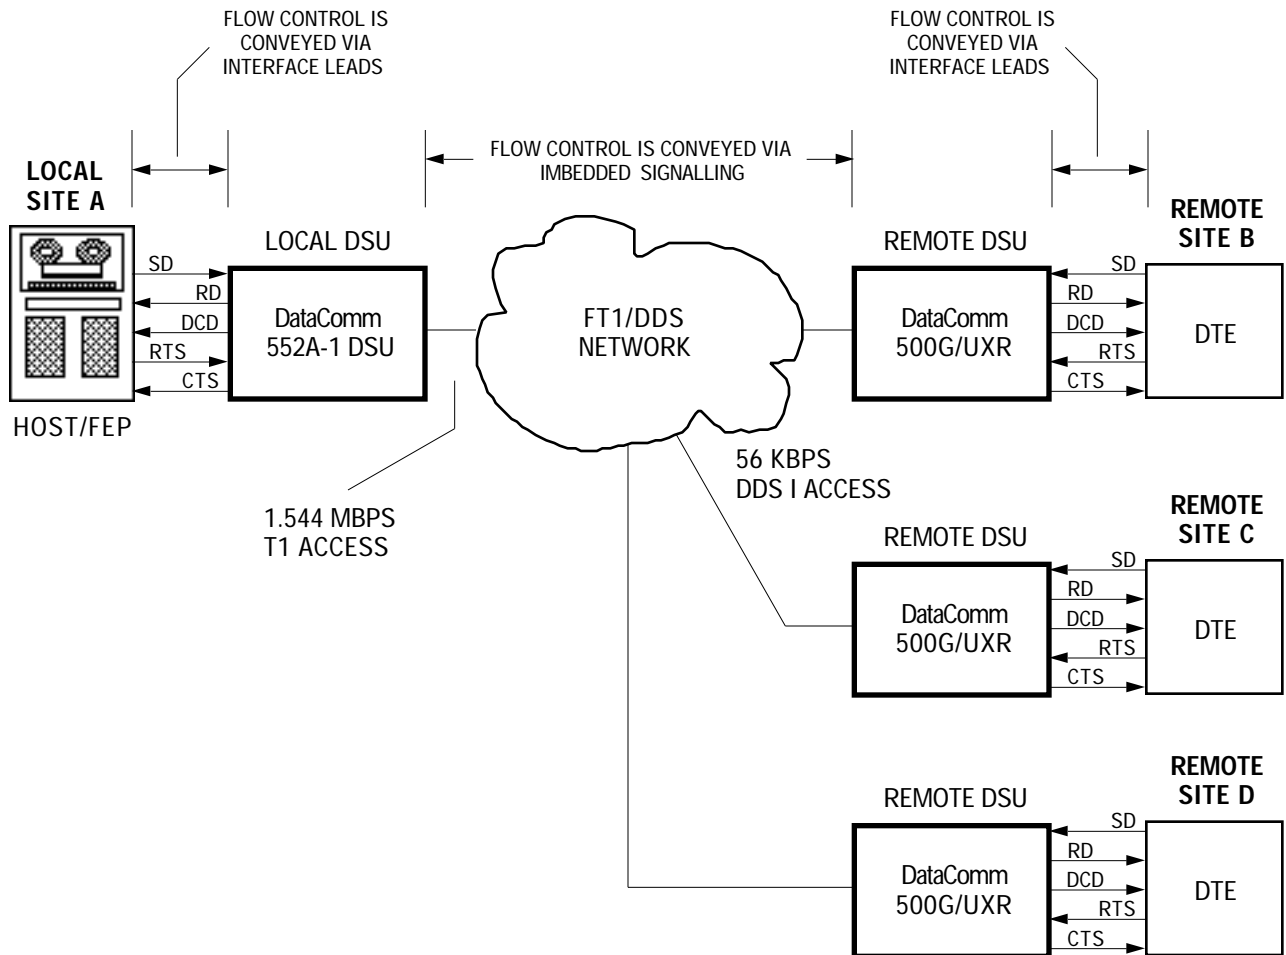 FLOW CONTROL IS
CONVEYED VIA
INTERFACE LEADS
FLOW CONTROL IS
CONVEYED VIA
INTERFACE LEADS
FLOW CONTROL IS CONVEYED VIA
IMBEDDED SIGNALLING
LOCAL
SITE A
HOST/FEP
SD
RD
DCD
RTS
CTS
LOCAL DSU
DataComm
552A-1 DSU
1.544 MBPS
T1 ACCESS
FT1/DDS
NETWORK
56 KBPS
DDS I ACCESS
REMOTE DSU
DataComm
500G/UXR
SD
RD
DCD
RTS
CTS
REMOTE
SITE B
DTE
REMOTE DSU
DataComm
500G/UXR
SD
RD
DCD
RTS
CTS
REMOTE
SITE C
DTE
REMOTE DSU
DataComm
500G/UXR
SD
RD
DCD
RTS
CTS
REMOTE
SITE D
DTE